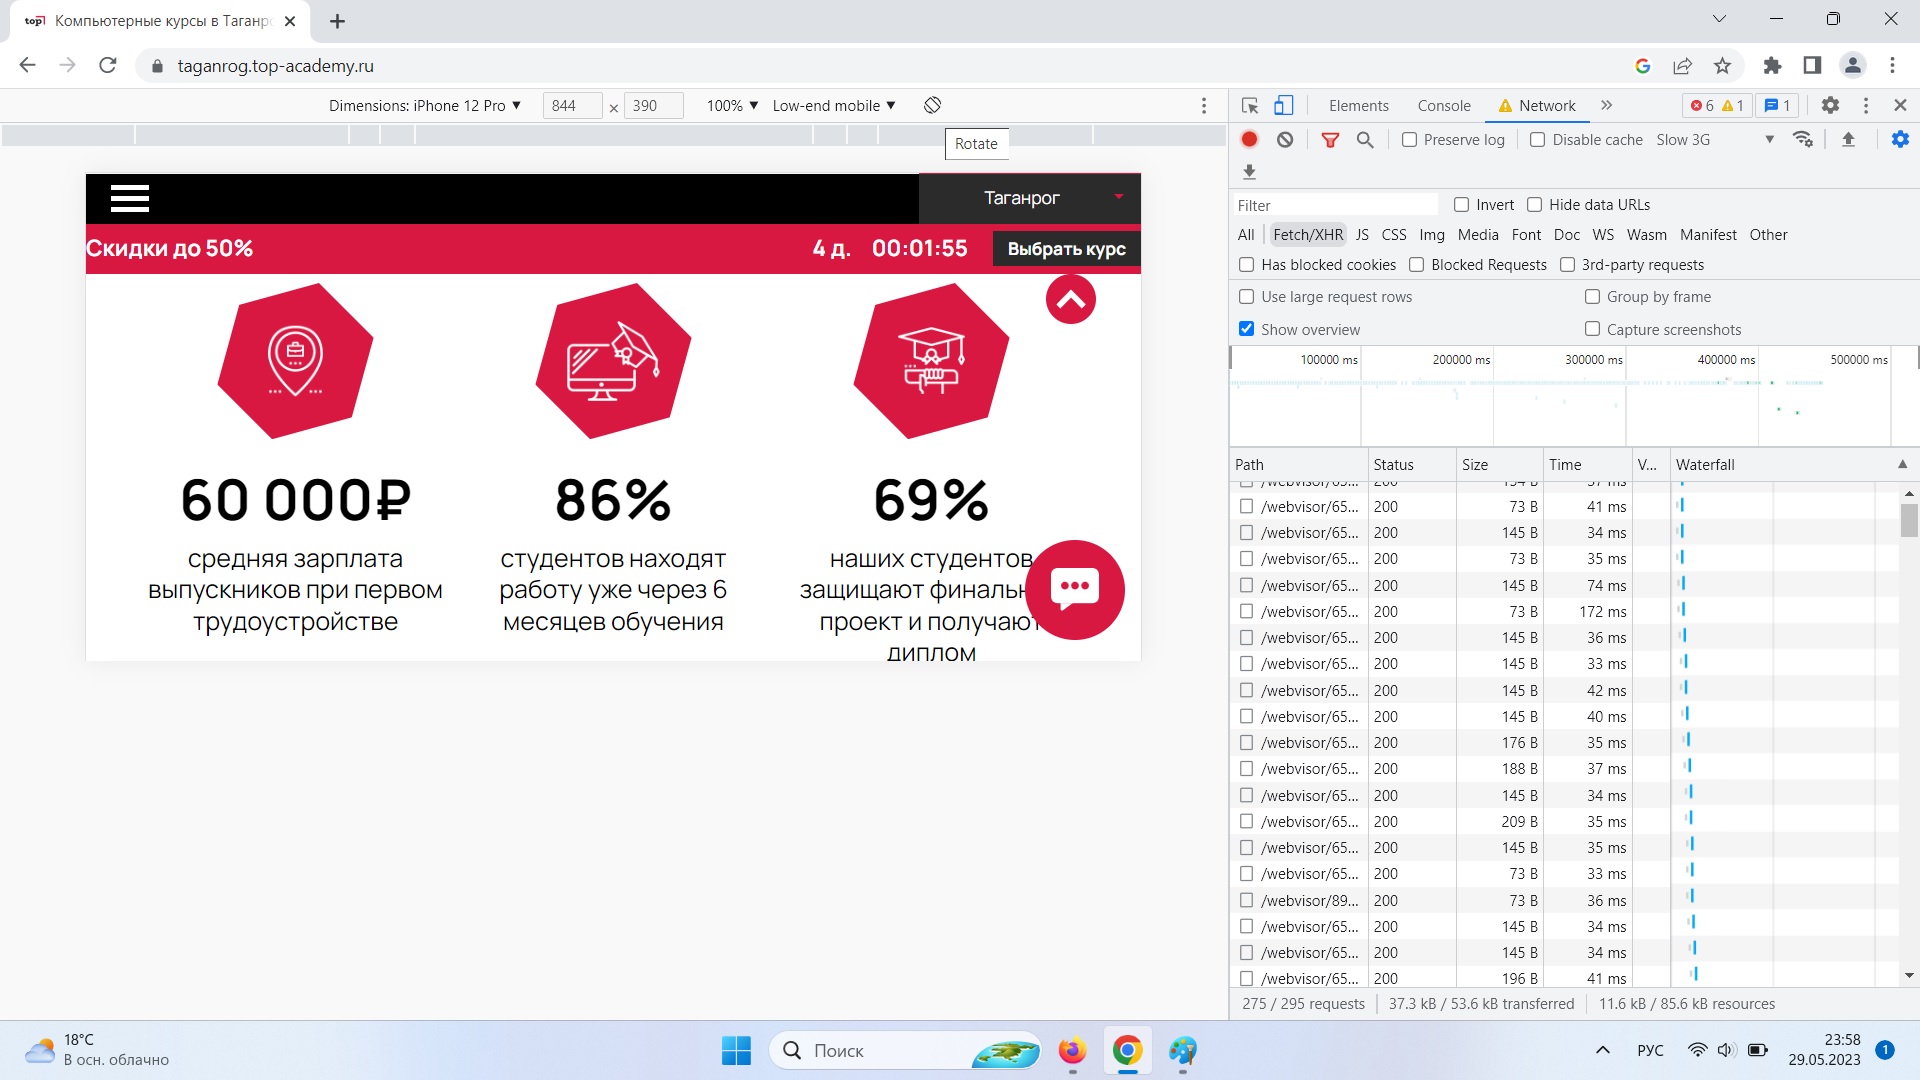 top
Компьютерные курсы в Таганро
taganrog.top-academy.ru
Dimensions: iPhone 12 Pro ▼ 844 × 390 100% ▼ Low-end mobile ▼
Rotate
Таганрог
Скидки до 50% 4 д. 00:01:55 Выбрать курс
60 000₽
средняя зарплата
выпускников при первом
трудоустройстве
86%
студентов находят
работу уже через 6
месяцев обучения
69%
наших студентов
защищают финальн
проект и получают
диплом
Elements Console Network 6 1 1
Preserve log Disable cache Slow 3G
Filter Invert Hide data URLs
All Fetch/XHR JS CSS Img Media Font Doc WS Wasm Manifest Other
Has blocked cookies Blocked Requests 3rd-party requests
Use large request rows Group by frame
Show overview Capture screenshots
100000 ms 200000 ms 300000 ms 400000 ms 500000 ms
Path Status Size Time V... Waterfall
/webvisor/65... 200 73 B 41 ms
/webvisor/65... 200 145 B 34 ms
/webvisor/65... 200 73 B 35 ms
/webvisor/65... 200 145 B 74 ms
/webvisor/65... 200 73 B 172 ms
/webvisor/65... 200 145 B 36 ms
/webvisor/65... 200 145 B 33 ms
/webvisor/65... 200 145 B 42 ms
/webvisor/65... 200 145 B 40 ms
/webvisor/65... 200 176 B 35 ms
/webvisor/65... 200 188 B 37 ms
/webvisor/65... 200 145 B 34 ms
/webvisor/65... 200 209 B 35 ms
/webvisor/65... 200 145 B 35 ms
/webvisor/65... 200 73 B 33 ms
/webvisor/89... 200 73 B 36 ms
/webvisor/65... 200 145 B 34 ms
/webvisor/65... 200 145 B 34 ms
/webvisor/65... 200 196 B 41 ms
275 / 295 requests 37.3 kB / 53.6 kB transferred 11.6 kB / 85.6 kB resources
18°C
В осн. облачно
Поиск
РУС
23:58
29.05.2023
1